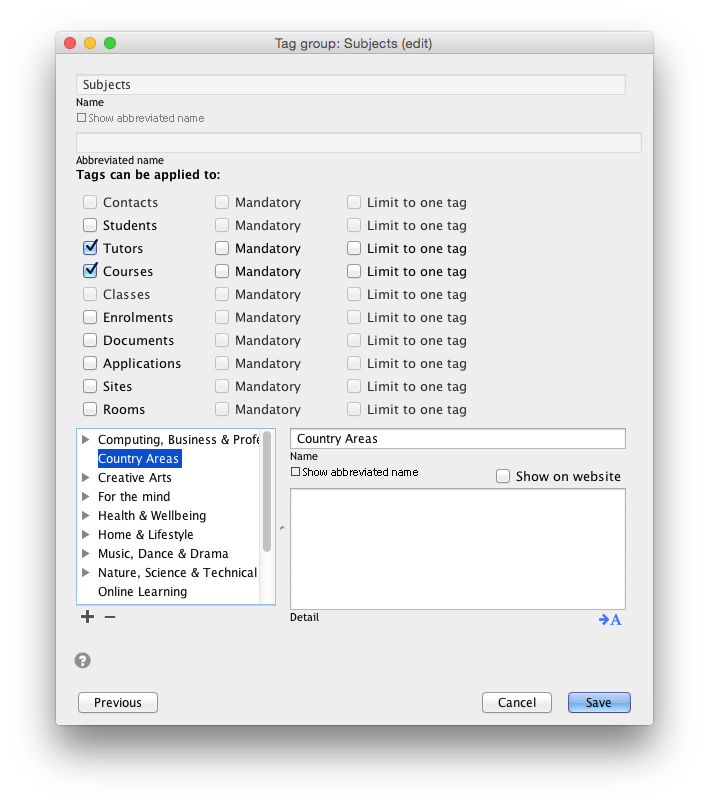 Tag group: Subjects (edit)
Subjects
Name
Show abbreviated name
Abbreviated name
Tags can be applied to:
Contacts Mandatory Limit to one tag
Students Mandatory Limit to one tag
Tutors Mandatory Limit to one tag
Courses Mandatory Limit to one tag
Classes Mandatory Limit to one tag
Enrolments Mandatory Limit to one tag
Documents Mandatory Limit to one tag
Applications Mandatory Limit to one tag
Sites Mandatory Limit to one tag
Rooms Mandatory Limit to one tag
Computing, Business & Profe
Country Areas
Creative Arts
For the mind
Health & Wellbeing
Home & Lifestyle
Music, Dance & Drama
Nature, Science & Technical
Online Learning
Country Areas
Name
Show abbreviated name
Show on website
Detail
A
?
Previous
Cancel
Save